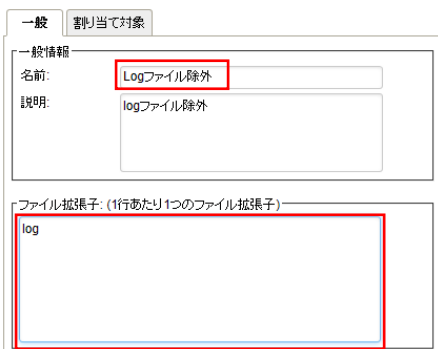 一般 割り当て対象
一般情報
名前: Logファイル除外
説明: logファイル除外
ファイル拡張子: (1行あたり1つのファイル拡張子)
log